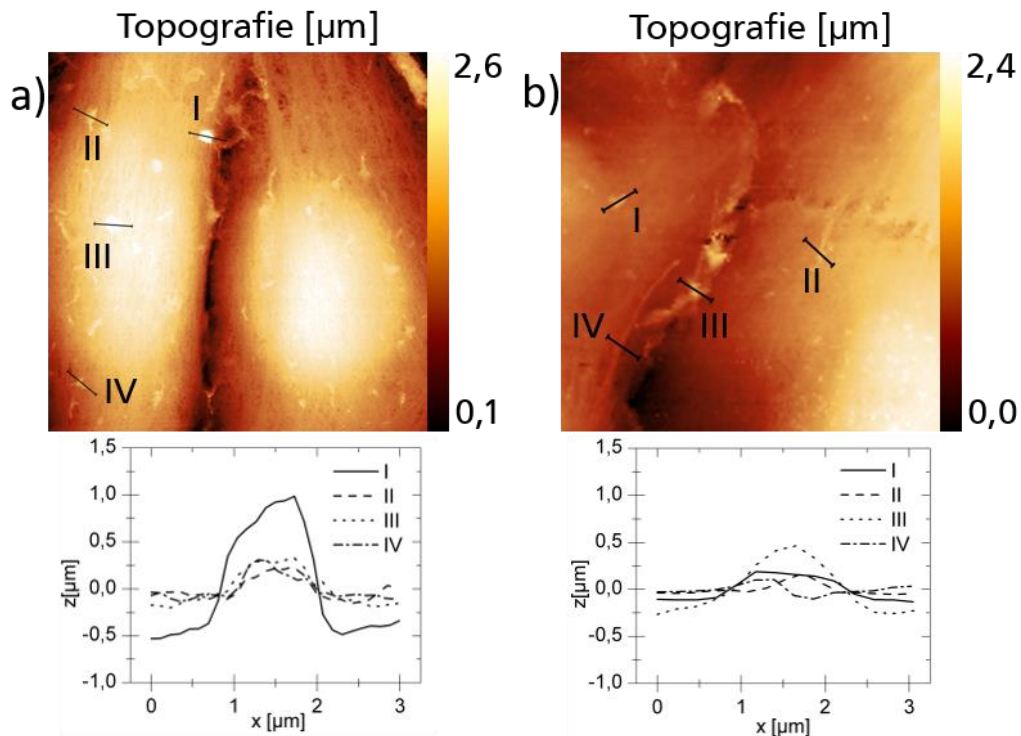 Topografie [µm]
a)
2,6
0,1
I
II
III
IV
1,5
1,0
0,5
0,0
-0,5
-1,0
z[µm]
0
1
2
3
x [µm]
I
II
III
IV
Topografie [µm]
b)
2,4
0,0
I
II
III
IV
1,5
1,0
0,5
0,0
-0,5
-1,0
z[µm]
0
1
2
3
x [µm]
I
II
III
IV